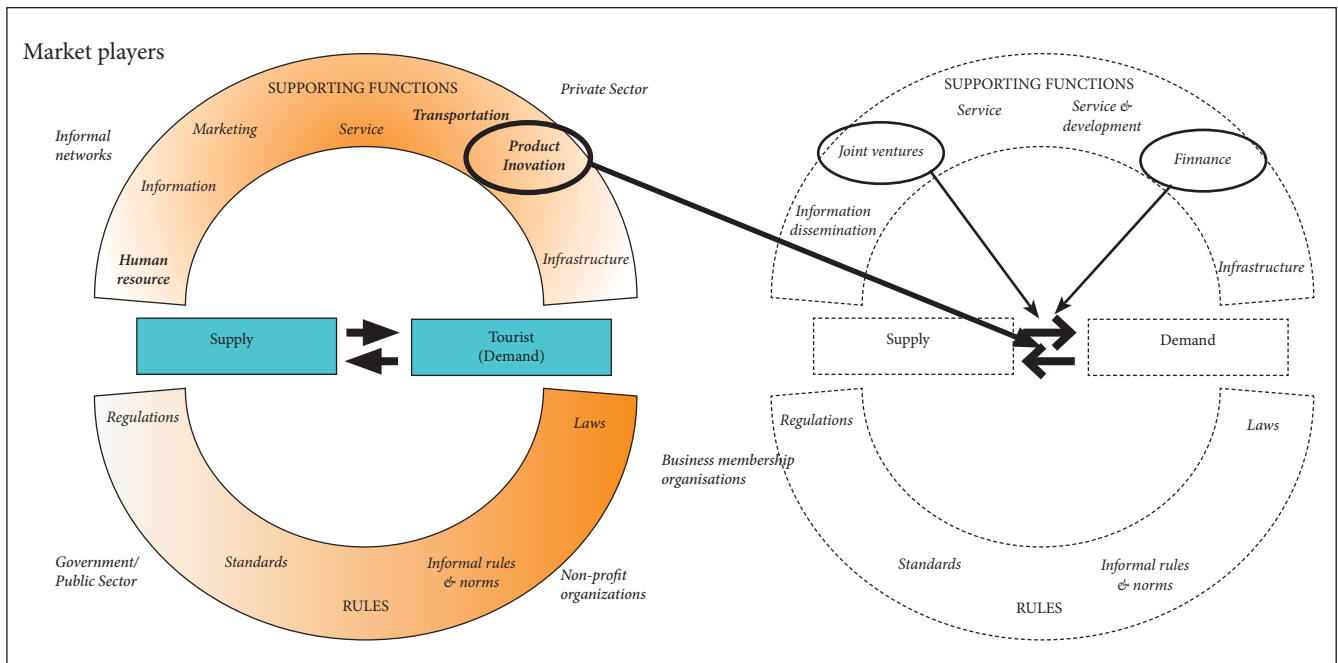 Market players
SUPPORTING FUNCTIONS
Private Sector
Transportation
Marketing
Service
Informal
networks
Product
Inovation
Information
Human
resource
Infrastructure
Supply
Tourist
(Demand)
Regulations
Laws
Business membership
organisations
Government/
Public Sector
Standards
Informal rules
& norms
Non-profit
organizations
RULES
SUPPORTING FUNCTIONS
Service
Service &
development
Joint ventures
Finnance
Information
dissemination
Infrastructure
Supply
Demand
Regulations
Laws
Standards
Informal rules
& norms
RULES